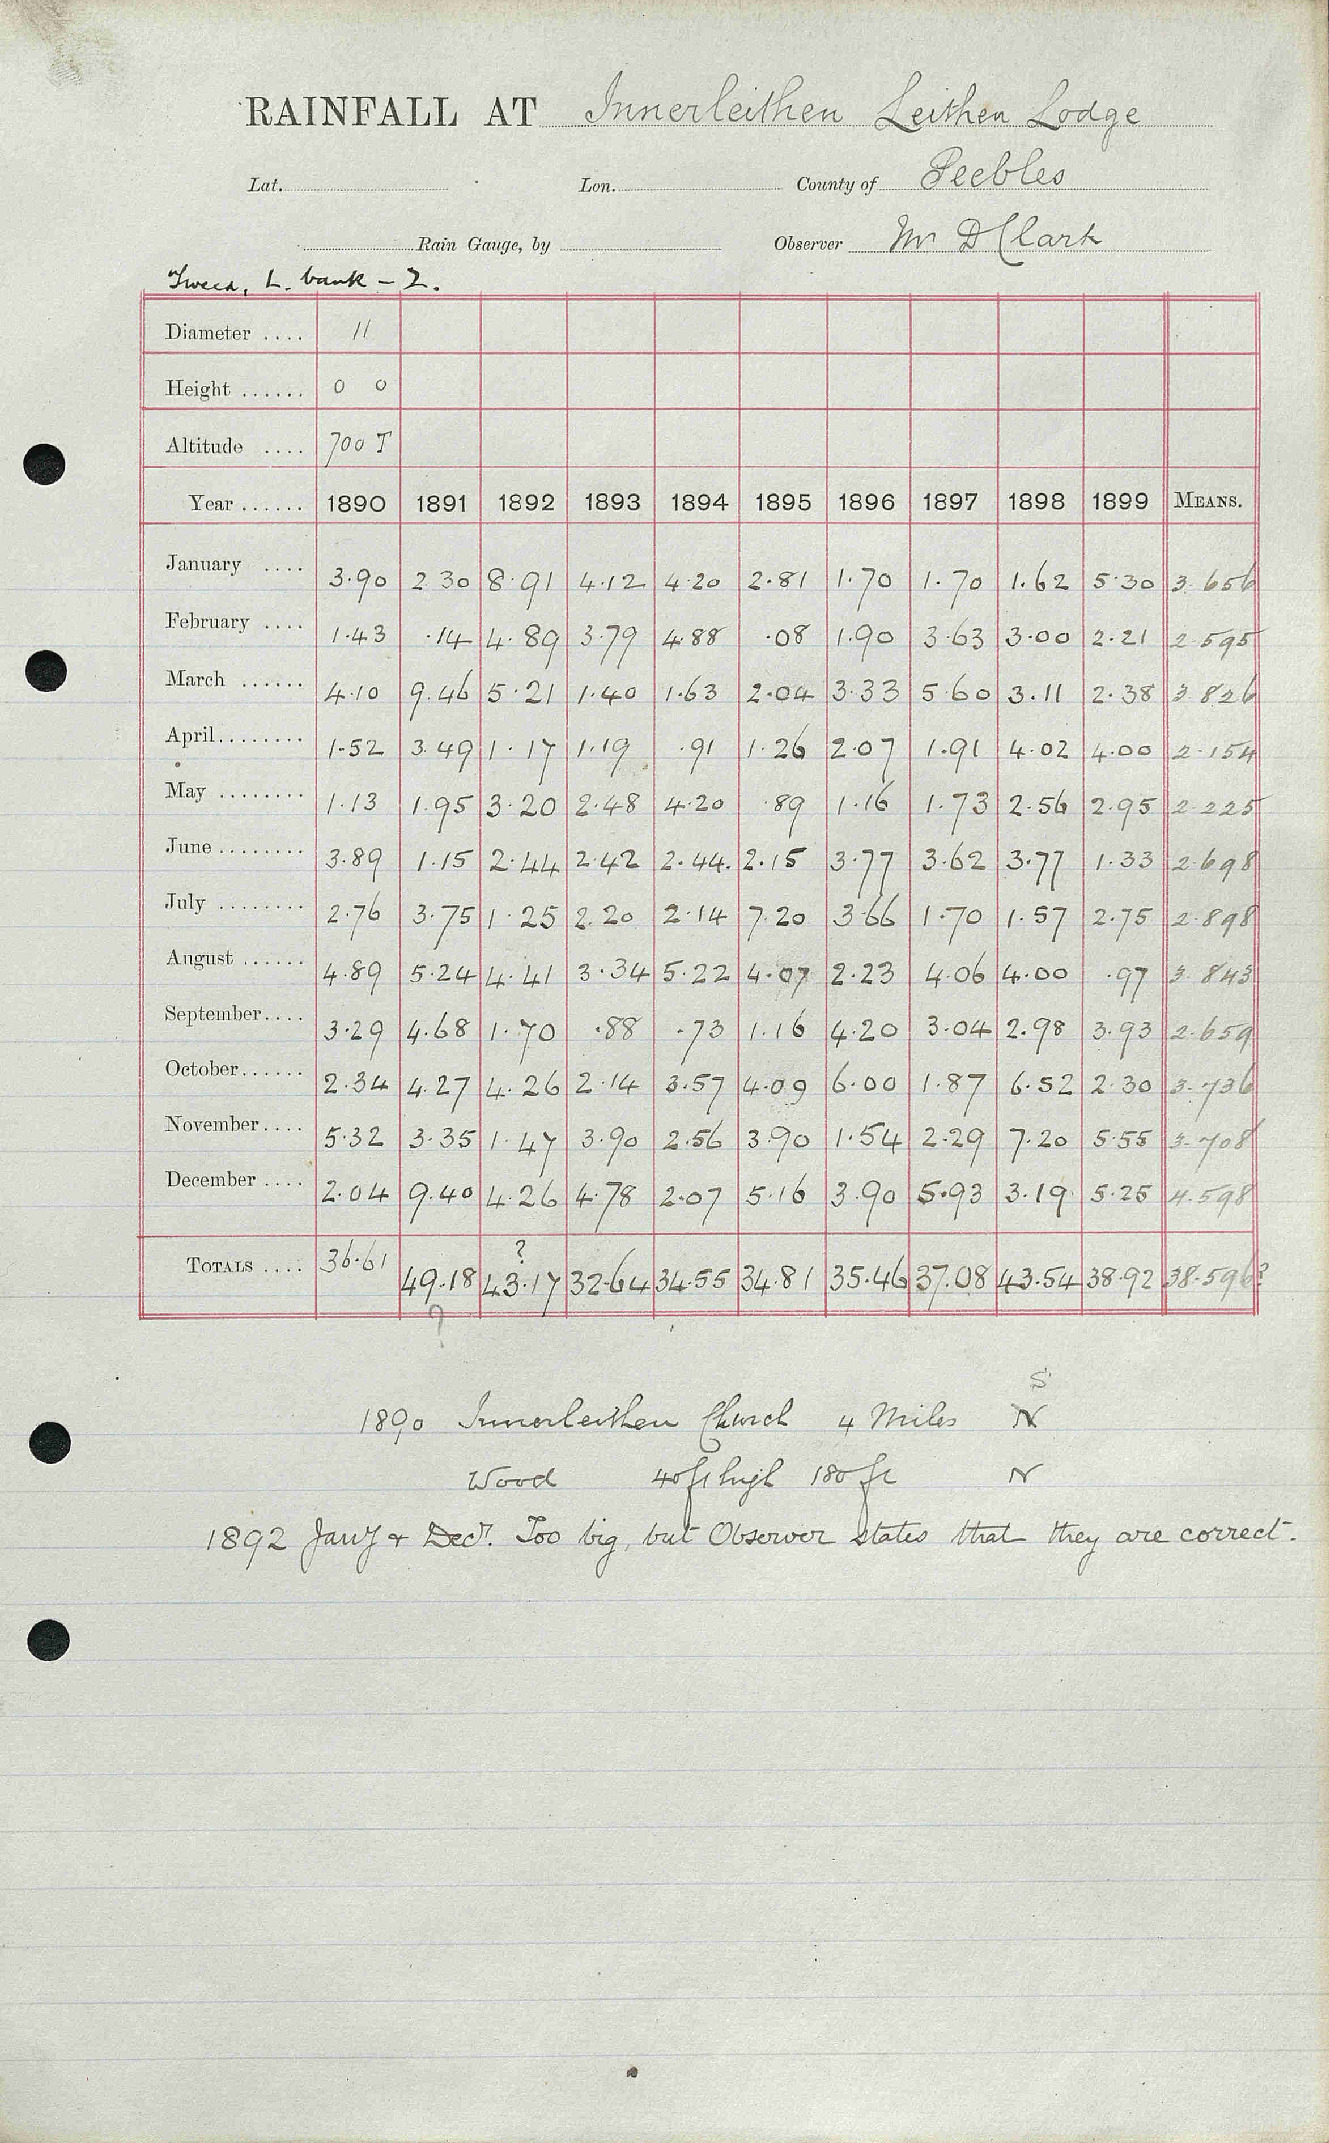 RAINFALL AT Innerleithen Leithen Lodge
Lat. Lon. County of Peebles
Rain Gauge, by Observer Mr D Clark
Tweed, L. bank - 2.
Diameter .... 11
Height ...... 0 0
Altitude .... 700 T
Year ...... 1890 1891 1892 1893 1894 1895 1896 1897 1898 1899 MEANS.
January .... 3.90 2 30 8.91 4.12 4.20 2.81 1.70 1.70 1.62 5.30 3.656
February .... 1.43 .14 4.89 3.79 4.88 .08 1.90 3.63 3.00 2.21 2.595
March ...... 4.10 9.46 5.21 1.40 1.63 2.04 3.33 5.60 3.11 2.38 3.826
April........ 1.52 3.49 1.17 1.19 .91 1.26 2.07 1.91 4.02 4.00 2.154
May ........ 1.13 1.95 3.20 2.48 4.20 .89 1.16 1.73 2.56 2.95 2.225
June ........ 3.89 1.15 2.44 2.42 2.44. 2.15 3.77 3.62 3.77 1.33 2.698
July ........ 2.76 3.75 1.25 2.20 2.14 7.20 3.66 1.70 1.57 2.75 2.898
August ...... 4.89 5.24 4.41 3.34 5.22 4.07 2.23 4.06 4.00 .97 3.843
September.... 3.29 4.68 1.70 .88 .73 1.16 4.20 3.04 2.98 3.93 2.659
October...... 2.34 4.27 4.26 2.14 3.57 4.09 6.00 1.87 6.52 2.30 3.736
November.... 5.32 3.35 1.47 3.90 2.56 3.90 1.54 2.29 7.20 5.55 3.708
December .... 2.04 9.40 4.26 4.78 2.07 5.16 3.90 5.93 3.19 5.25 4.598
?
TOTALS .... 36.61 49.18 43.17 32.64 34.55 34.81 35.46 37.08 43.54 38.92 38.596?
?
S
1890 Innerleithen Church 4 Miles N
Wood 40 ft high 180 ft N
1892 Jany & Decr. Too big, but Observer states that they are correct.